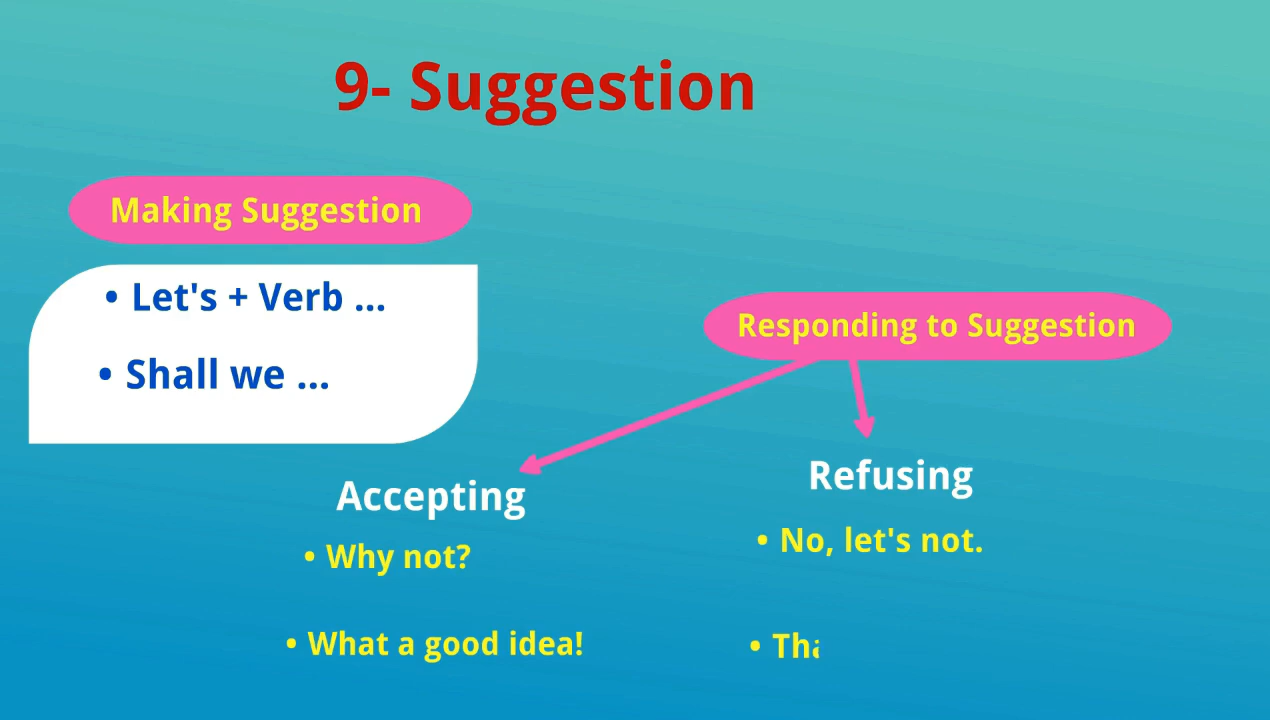 9- Suggestion
Making Suggestion
• Let's + Verb ...
• Shall we ...
Responding to Suggestion
Accepting
• Why not?
• What a good idea!
Refusing
• No, let's not.